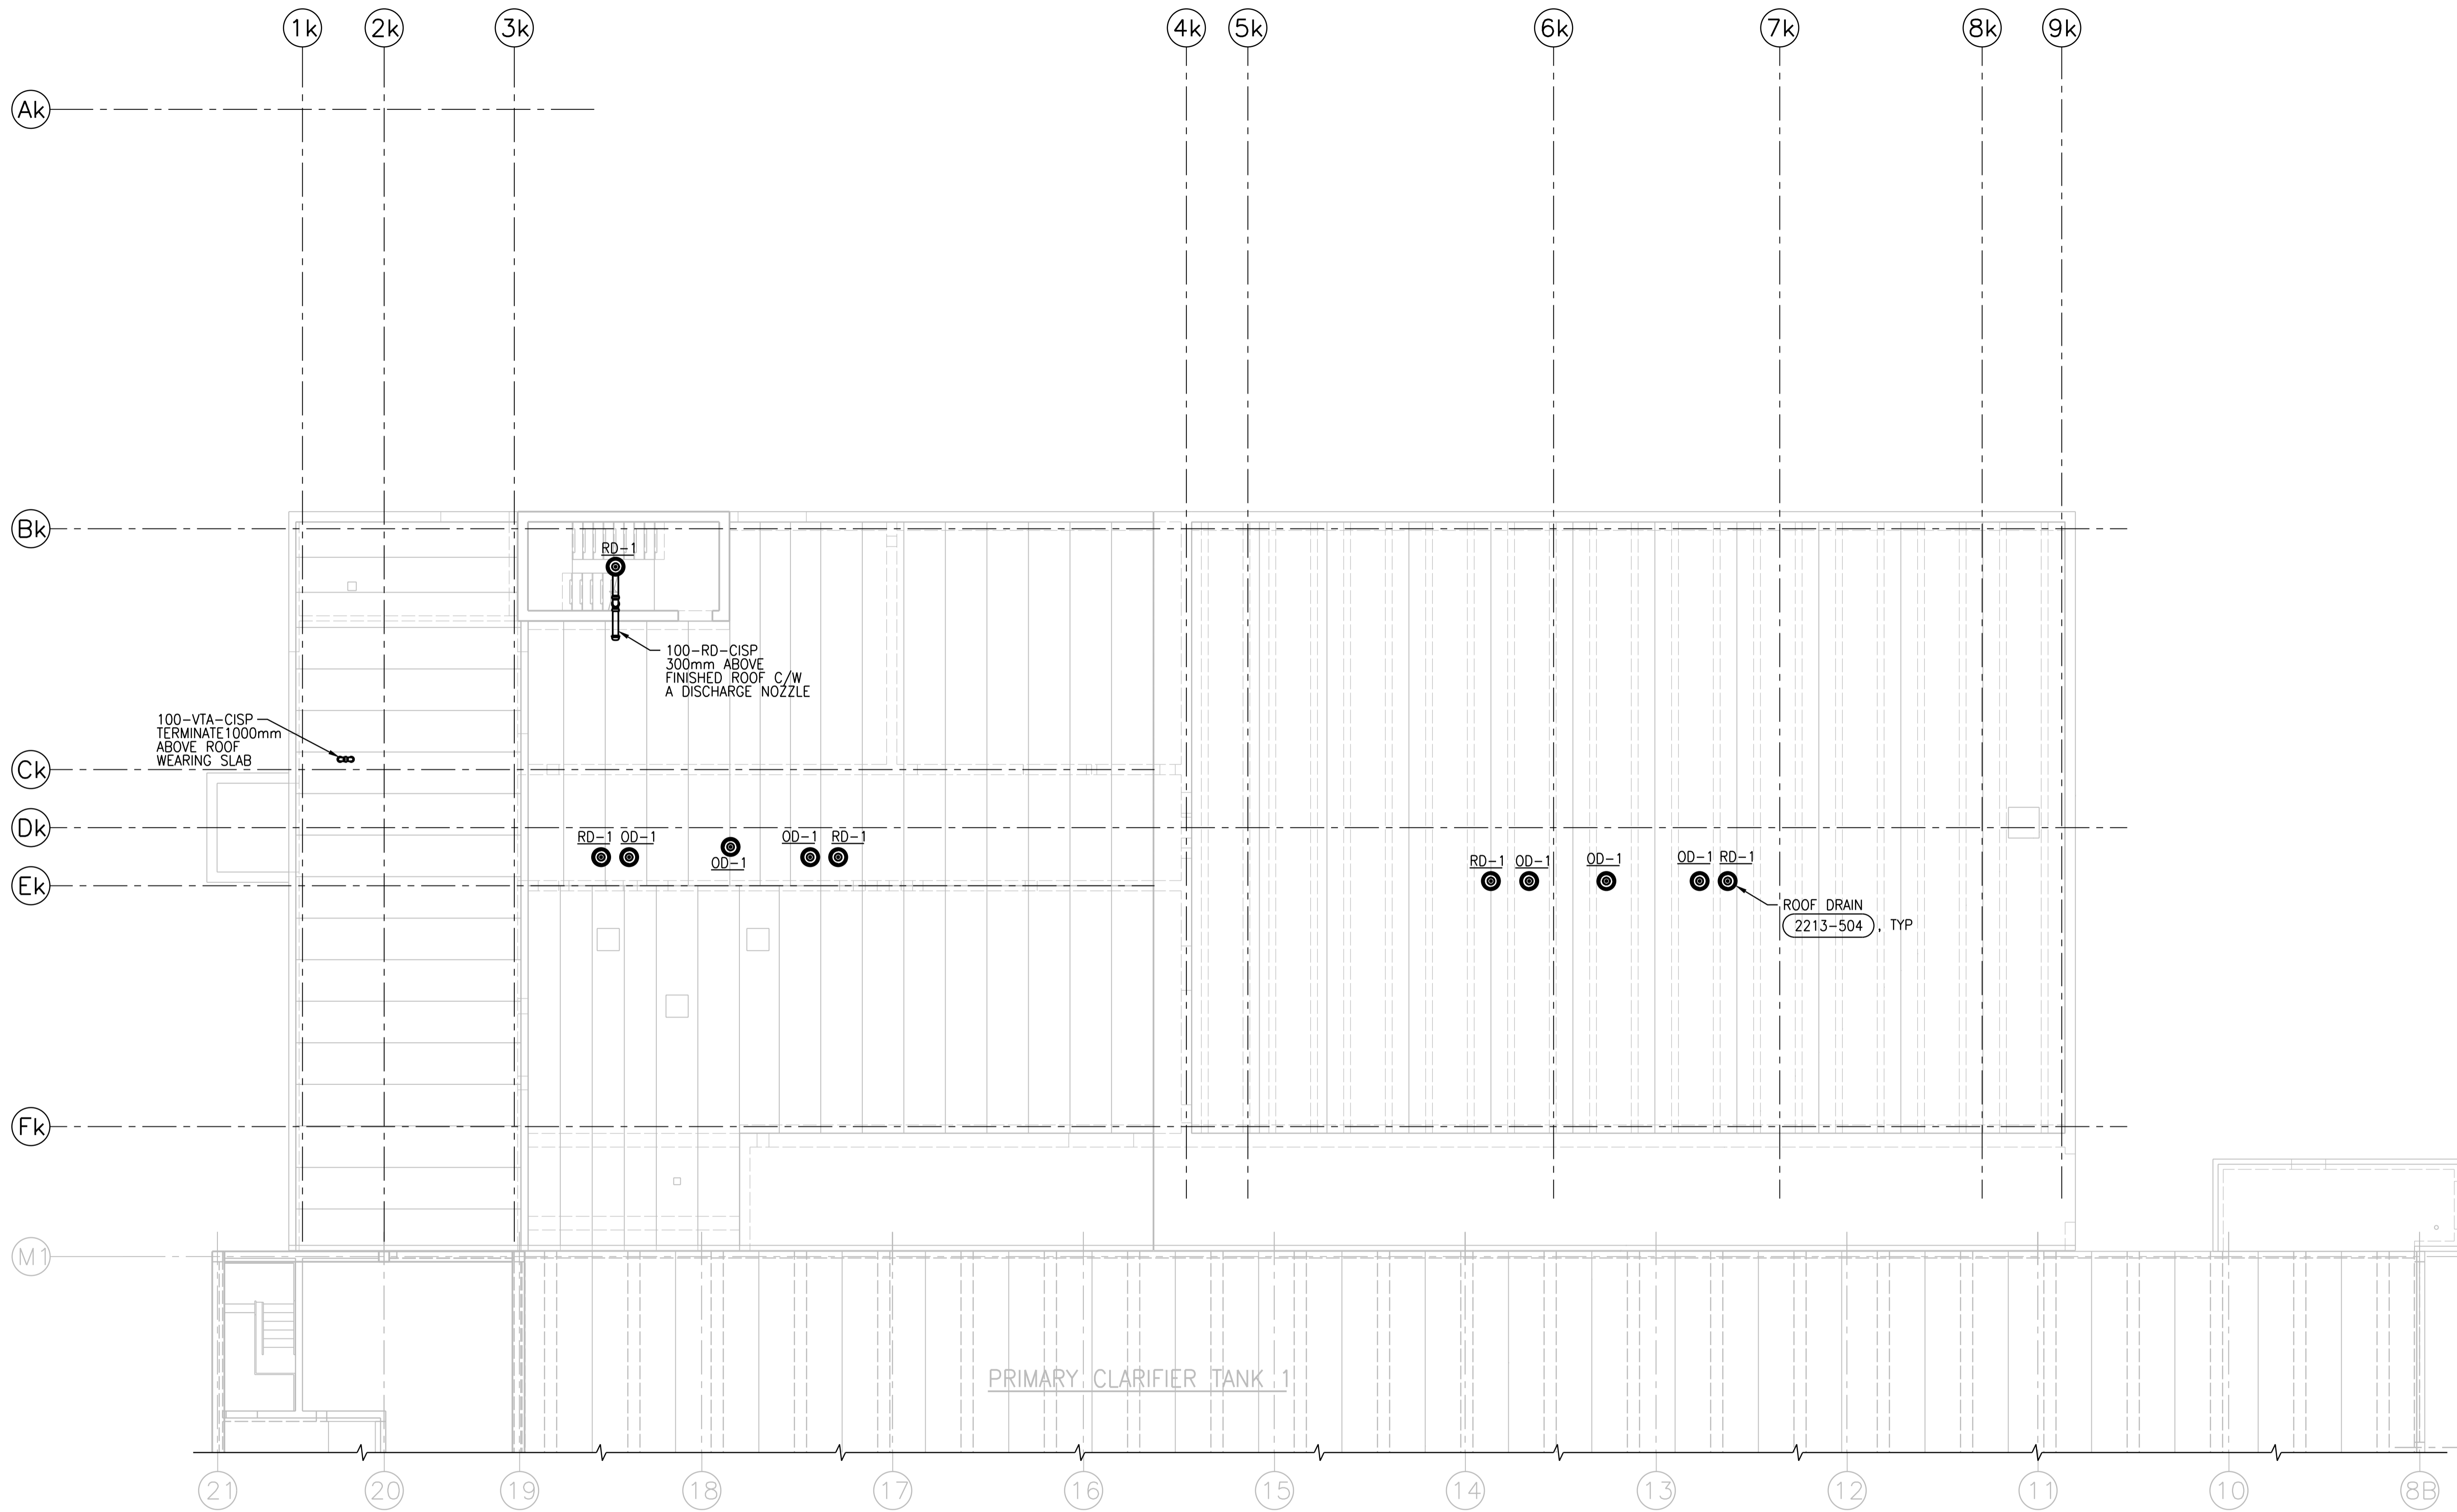 1k 2k 3k 4k 5k 6k 7k 8k 9k
Ak
Bk
RD-1
100-RD-CISP
300mm ABOVE
FINISHED ROOF C/W
A DISCHARGE NOZZLE
100-VTA-CISP
TERMINATE1000mm
ABOVE ROOF
WEARING SLAB
Ck
Dk
RD-1 OD-1 OD-1 OD-1 RD-1
RD-1 OD-1 OD-1 OD-1 RD-1
Ek
ROOF DRAIN
2213-504 , TYP
Fk
M1
PRIMARY CLARIFIER TANK 1
21 20 19 18 17 16 15 14 13 12 11 10 8B